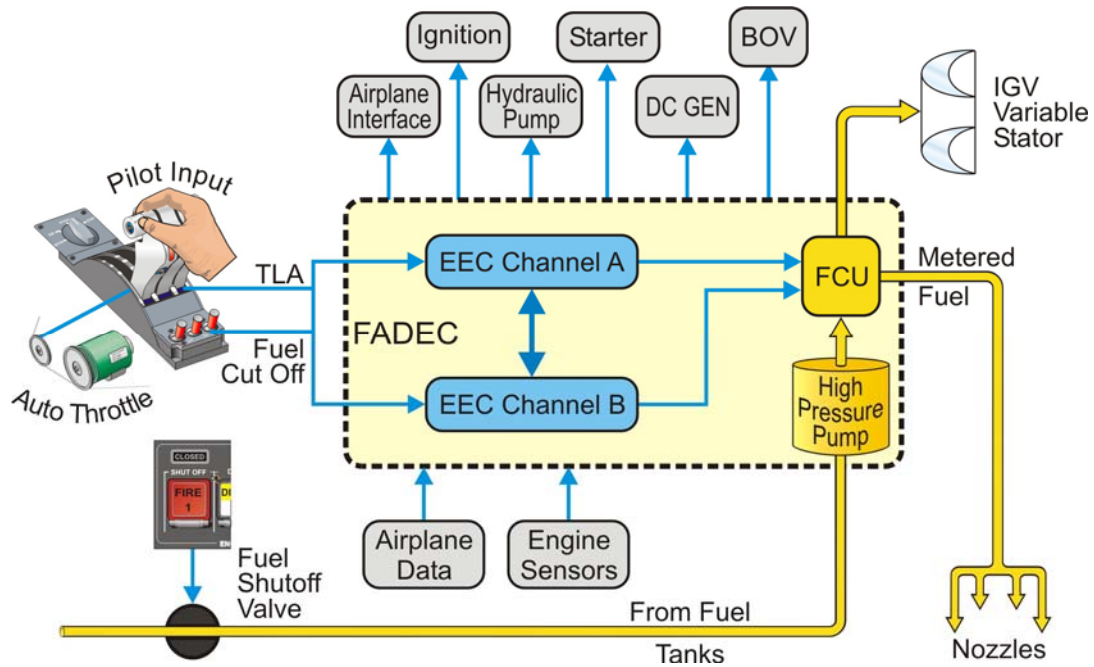 Ignition
Starter
BOV
Airplane
Interface
Hydraulic
Pump
DC GEN
IGV
Variable
Stator
Pilot Input
TLA
EEC Channel A
FCU
Metered
Fuel
FADEC
Fuel
Cut Off
EEC Channel B
High
Pressure
Pump
Auto Throttle
CLOSED
SHUT OFF
FIRE
1
DI
EN
Airplane
Data
Engine
Sensors
Fuel
Shutoff
Valve
From Fuel
Tanks
Nozzles